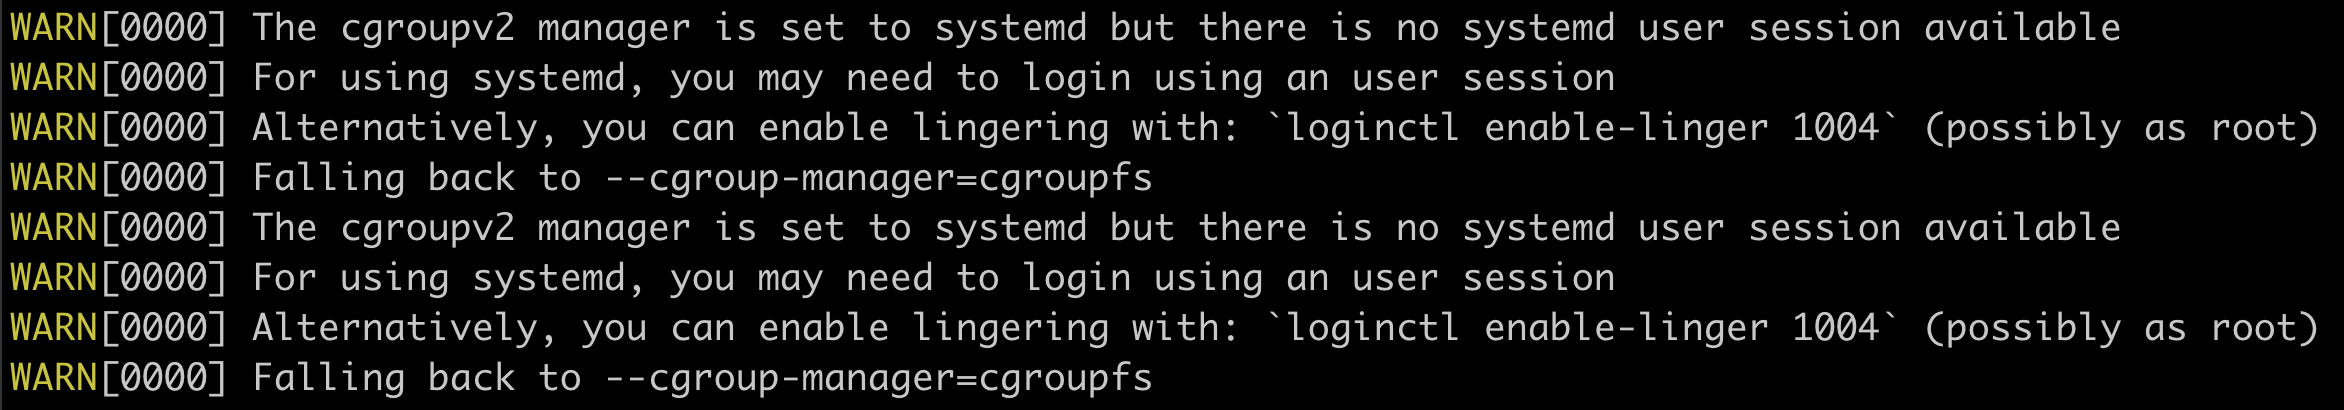 WARN[0000] The cgroupv2 manager is set to systemd but there is no systemd user session available
WARN[0000] For using systemd, you may need to login using an user session
WARN[0000] Alternatively, you can enable lingering with: `loginctl enable-linger 1004` (possibly as root)
WARN[0000] Falling back to --cgroup-manager=cgroupfs
WARN[0000] The cgroupv2 manager is set to systemd but there is no systemd user session available
WARN[0000] For using systemd, you may need to login using an user session
WARN[0000] Alternatively, you can enable lingering with: `loginctl enable-linger 1004` (possibly as root)
WARN[0000] Falling back to --cgroup-manager=cgroupfs